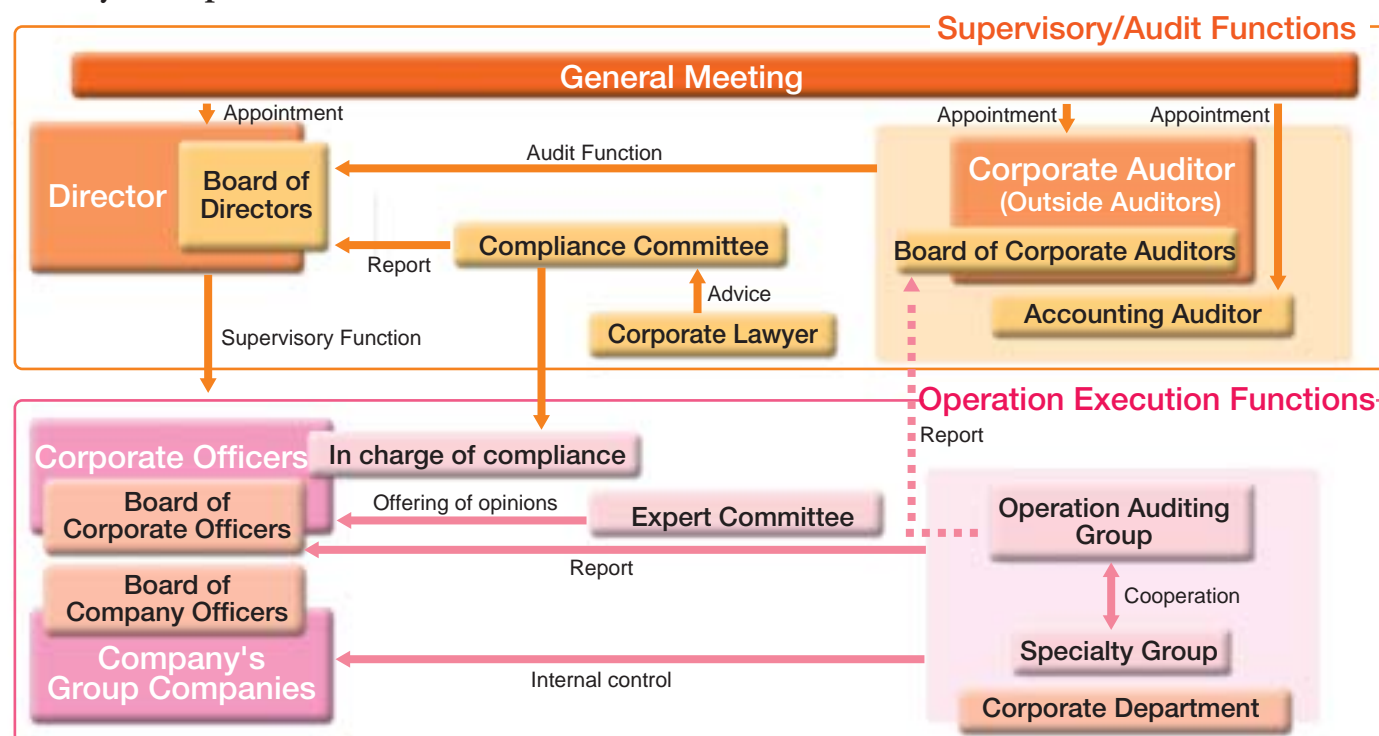 Supervisory/Audit Functions
General Meeting
Appointment
Appointment
Appointment
Director
Board of
Directors
Audit Function
Corporate Auditor
(Outside Auditors)
Board of Corporate Auditors
Compliance Committee
Report
Advice
Corporate Lawyer
Accounting Auditor
Supervisory Function
Operation Execution Functions
Report
Corporate Officers
In charge of compliance
Board of
Corporate Officers
Offering of opinions
Expert Committee
Operation Auditing
Group
Report
Board of
Company Officers
Cooperation
Company's
Group Companies
Internal control
Specialty Group
Corporate Department